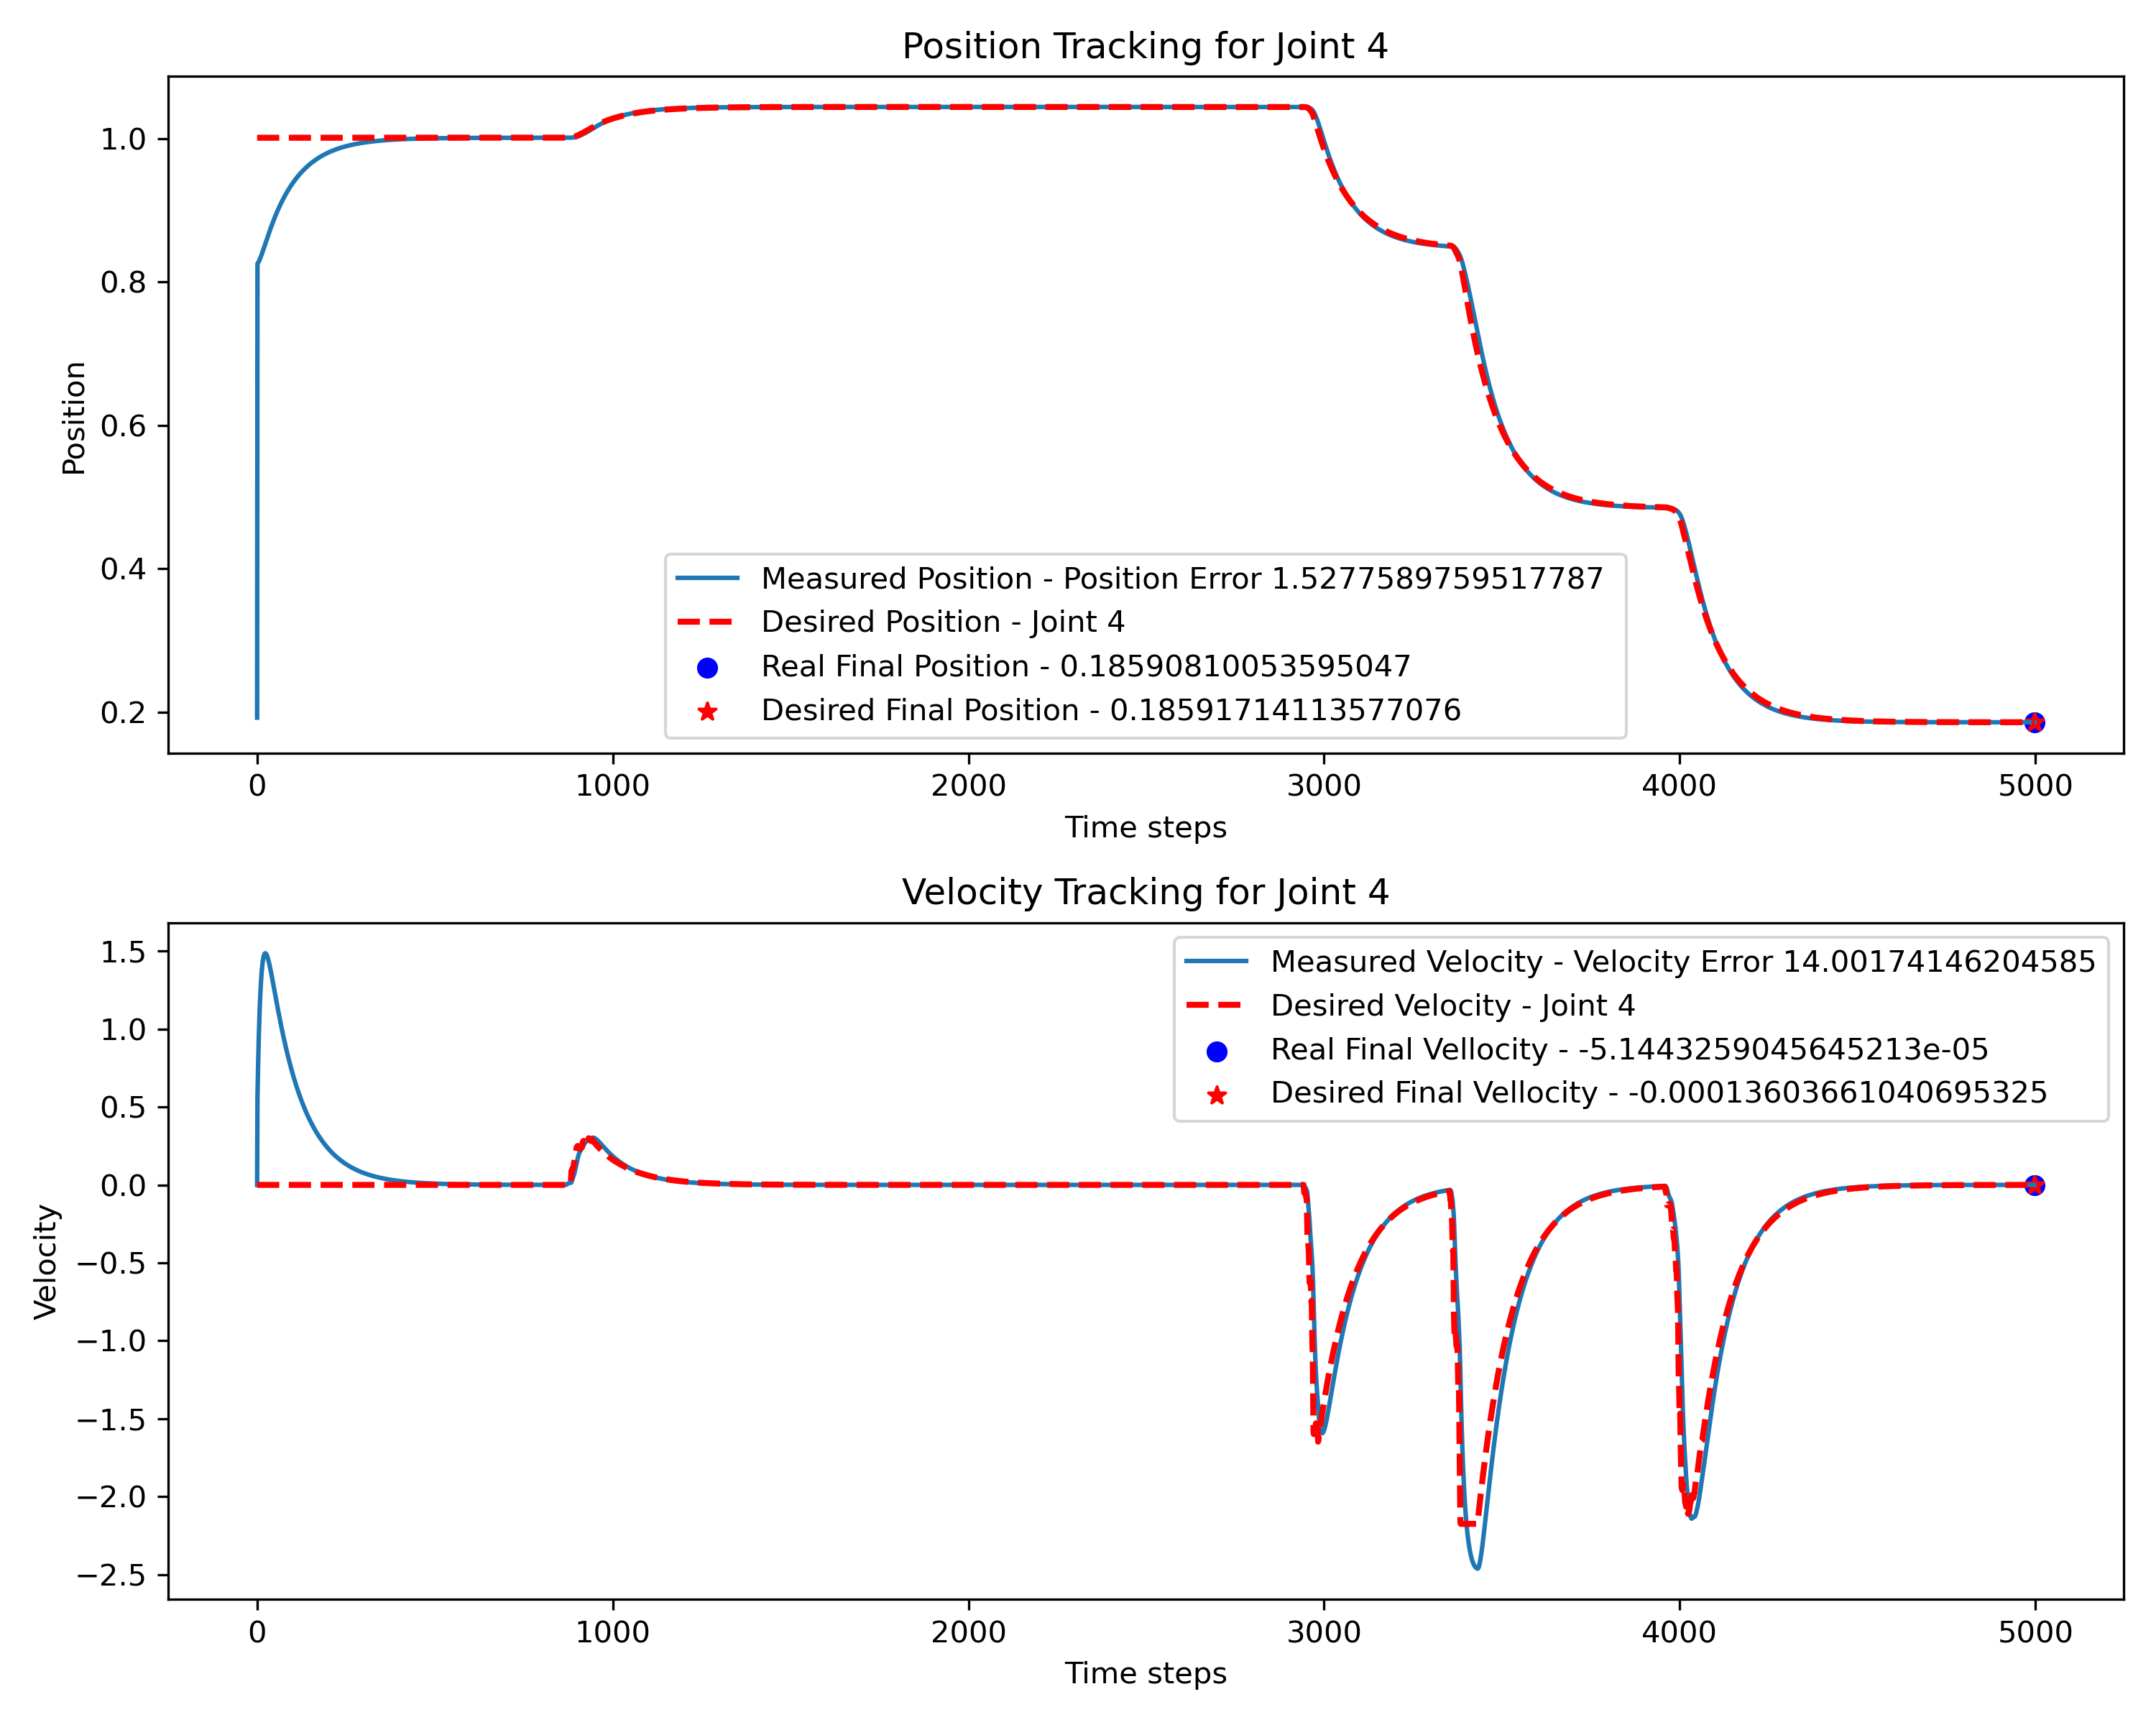 Position Tracking for Joint 4
Position
1.0
0.8
0.6
0.4
0.2
Measured Position - Position Error 1.5277589759517787
Desired Position - Joint 4
Real Final Position - 0.18590810053595047
Desired Final Position - 0.18591714113577076
0 1000 2000 3000 4000 5000
Time steps
Velocity Tracking for Joint 4
Velocity
1.5
1.0
0.5
0.0
−0.5
−1.0
−1.5
−2.0
−2.5
Measured Velocity - Velocity Error 14.00174146204585
Desired Velocity - Joint 4
Real Final Vellocity - -5.1443259045645213e-05
Desired Final Vellocity - -0.00013603661040695325
0 1000 2000 3000 4000 5000
Time steps